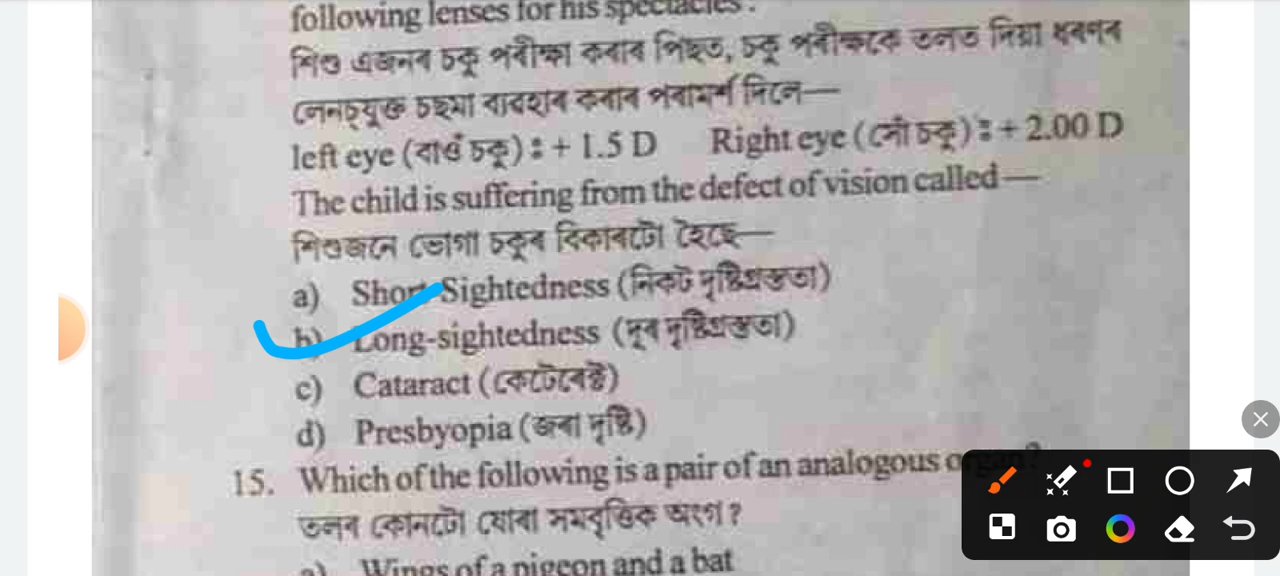 following lenses for his spectacles .
শিশু এজনৰ চকু পৰীক্ষা কৰাৰ পিছত, চকু পৰীক্ষকে তলত দিয়া ধৰণৰ
লেনচ্‌যুক্ত চছমা ব্যৱহাৰ কৰাৰ পৰামৰ্শ দিলে—
left eye (বাওঁ চকু) : + 1.5 D Right eye (সোঁ চকু) : + 2.00 D
The child is suffering from the defect of vision called —
শিশুজনে ভোগা চকুৰ বিকাৰটো হৈছে—
a) Short-Sightedness (নিকট দৃষ্টিগ্ৰস্ততা)
b) Long-sightedness (দূৰ দৃষ্টিগ্ৰস্ততা)
c) Cataract (কেটেৰেক্ট)
d) Presbyopia (জৰা দৃষ্টি)
15. Which of the following is a pair of an analogous organ?
তলৰ কোনটো যোৰা সমবৃত্তিক অংগ ?
a) Wings of a pigeon and a bat